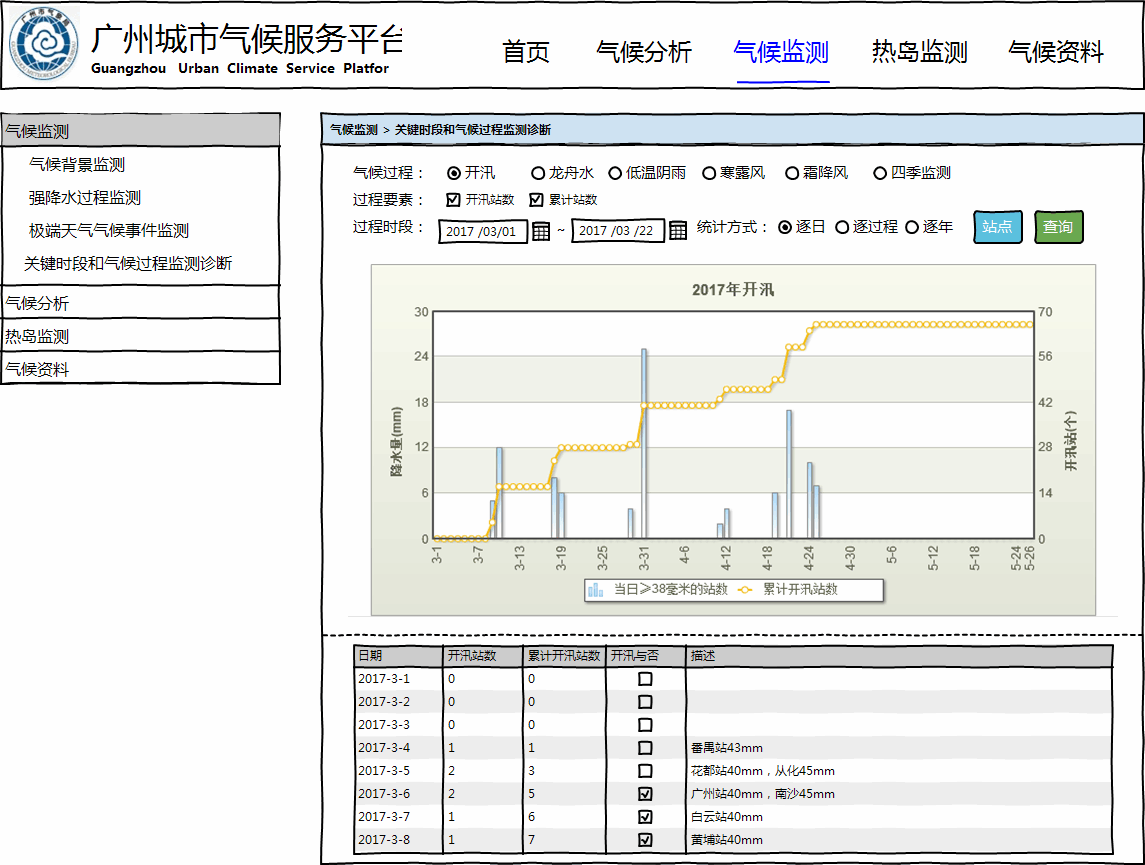 广州城市气候服务平台
Guangzhou Urban Climate Service Platfor
首页 气候分析 气候监测 热岛监测 气候资料
气候监测
气候背景监测
强降水过程监测
极端天气气候事件监测
关键时段和气候过程监测诊断
气候分析
热岛监测
气候资料
气候监测 > 关键时段和气候过程监测诊断
气候过程： 开汛 龙舟水 低温阴雨 寒露风 霜降风 四季监测
过程要素： 开汛站数 累计站数
过程时段： 2017 /03/01 ~ 2017 /03 /22 统计方式： 逐日 逐过程 逐年 站点 查询
2017年开汛
30 70
24 56
18 42
12 28
6 14
0 0
降水量(mm)
开汛站(个)
3-1 3-7 3-13 3-19 3-25 3-31 4-6 4-12 4-18 4-24 4-30 5-6 5-12 5-18 5-24 5-26
当日≥38毫米的站数 累计开汛站数
日期 开汛站数 累计开汛站数 开汛与否 描述
2017-3-1 0 0
2017-3-2 0 0
2017-3-3 0 0
2017-3-4 1 1 番禺站43mm
2017-3-5 2 3 花都站40mm，从化45mm
2017-3-6 2 5 广州站40mm，南沙45mm
2017-3-7 1 6 白云站40mm
2017-3-8 1 7 黄埔站40mm